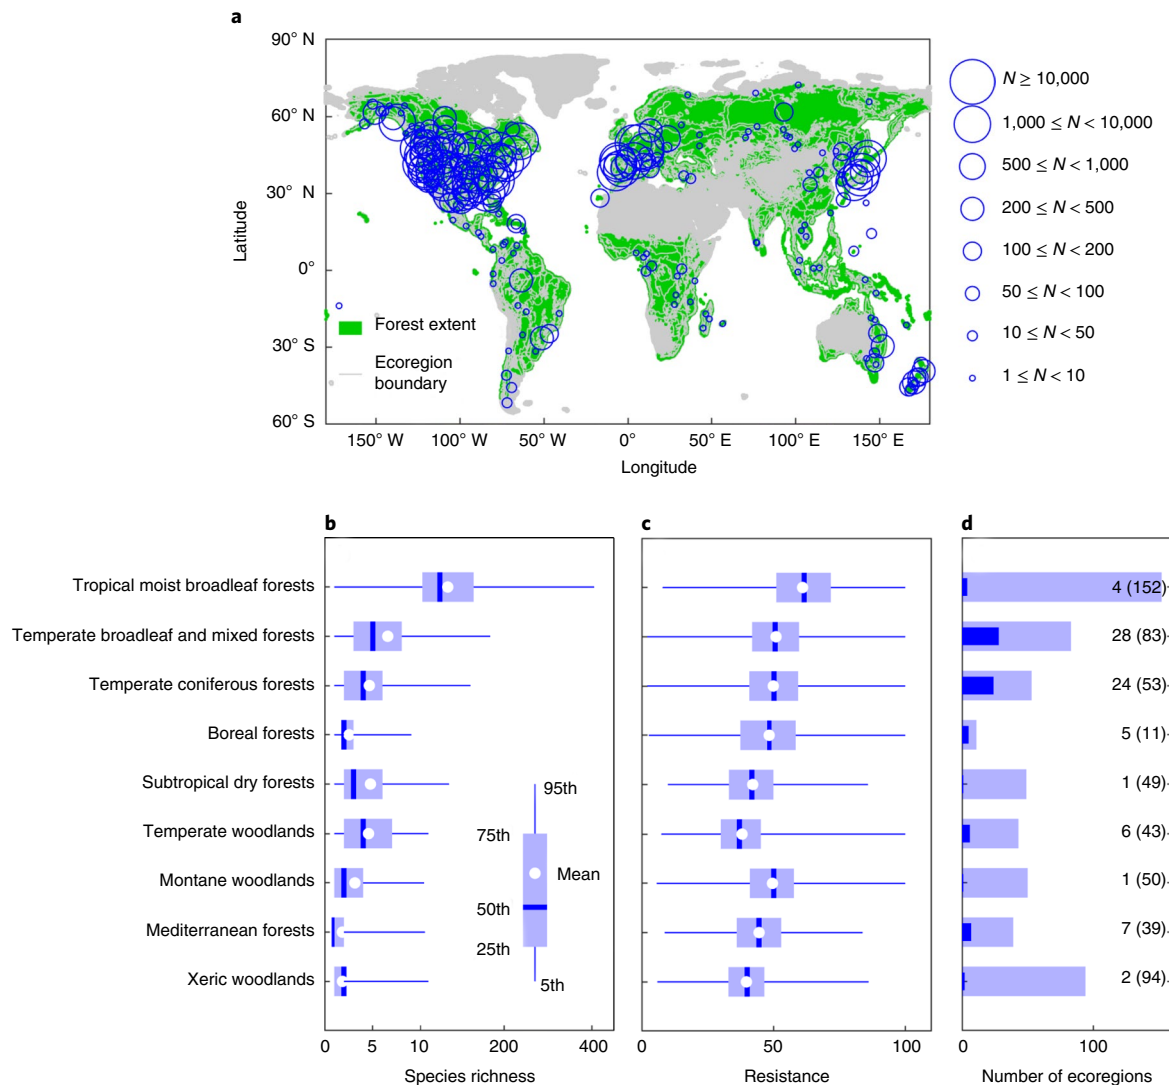 a
90° N
60° N
30° N
0°
30° S
60° S
Latitude
150° W
100° W
50° W
0°
50° E
100° E
150° E
Longitude
Forest extent
Ecoregion
boundary
N ≥ 10,000
1,000 ≤ N < 10,000
500 ≤ N < 1,000
200 ≤ N < 500
100 ≤ N < 200
50 ≤ N < 100
10 ≤ N < 50
1 ≤ N < 10
b
c
d
Tropical moist broadleaf forests
Temperate broadleaf and mixed forests
Temperate coniferous forests
Boreal forests
Subtropical dry forests
Temperate woodlands
Montane woodlands
Mediterranean forests
Xeric woodlands
95th
75th
Mean
50th
25th
5th
0
5
10
200
400
Species richness
0
50
100
Resistance
4 (152)
28 (83)
24 (53)
5 (11)
1 (49)
6 (43)
1 (50)
7 (39)
2 (94)
0
100
Number of ecoregions